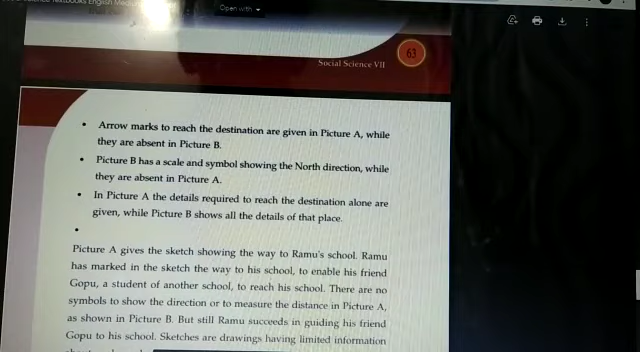 Textbooks English Medium
Open with
Social Science VII
63
• Arrow marks to reach the destination are given in Picture A, while
they are absent in Picture B.
• Picture B has a scale and symbol showing the North direction, while
they are absent in Picture A.
• In Picture A the details required to reach the destination alone are
given, while Picture B shows all the details of that place.
•
Picture A gives the sketch showing the way to Ramu's school. Ramu
has marked in the sketch the way to his school, to enable his friend
Gopu, a student of another school, to reach his school. There are no
symbols to show the direction or to measure the distance in Picture A,
as shown in Picture B. But still Ramu succeeds in guiding his friend
Gopu to his school. Sketches are drawings having limited information